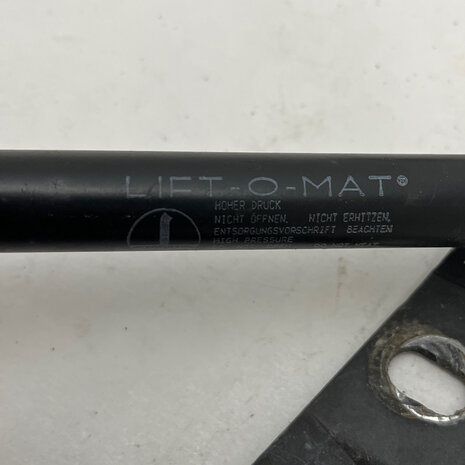 LIFT-O-MAT®
HOHER DRUCK
NICHT ÖFFNEN, NICHT ERHITZEN,
ENTSORGUNGSVORSCHRIFT BEACHTEN!
HIGH PRESSURE